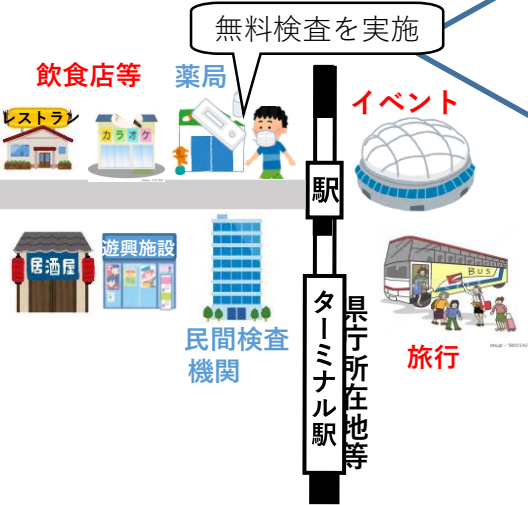 無料検査を実施
飲食店等
薬局
イベント
レストラン
カラオケ
駅
居酒屋
遊興施設
BUS
民間検査
機関
ターミナル駅
県庁所在地等
旅行